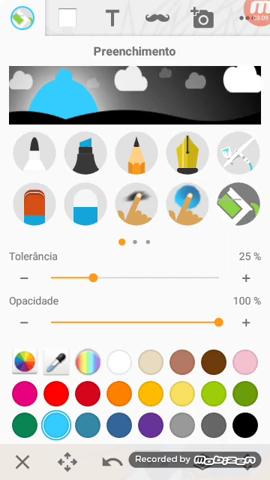 T
Preenchimento
Tolerância 25 %
Opacidade 100 %
Recorded by Mobizen